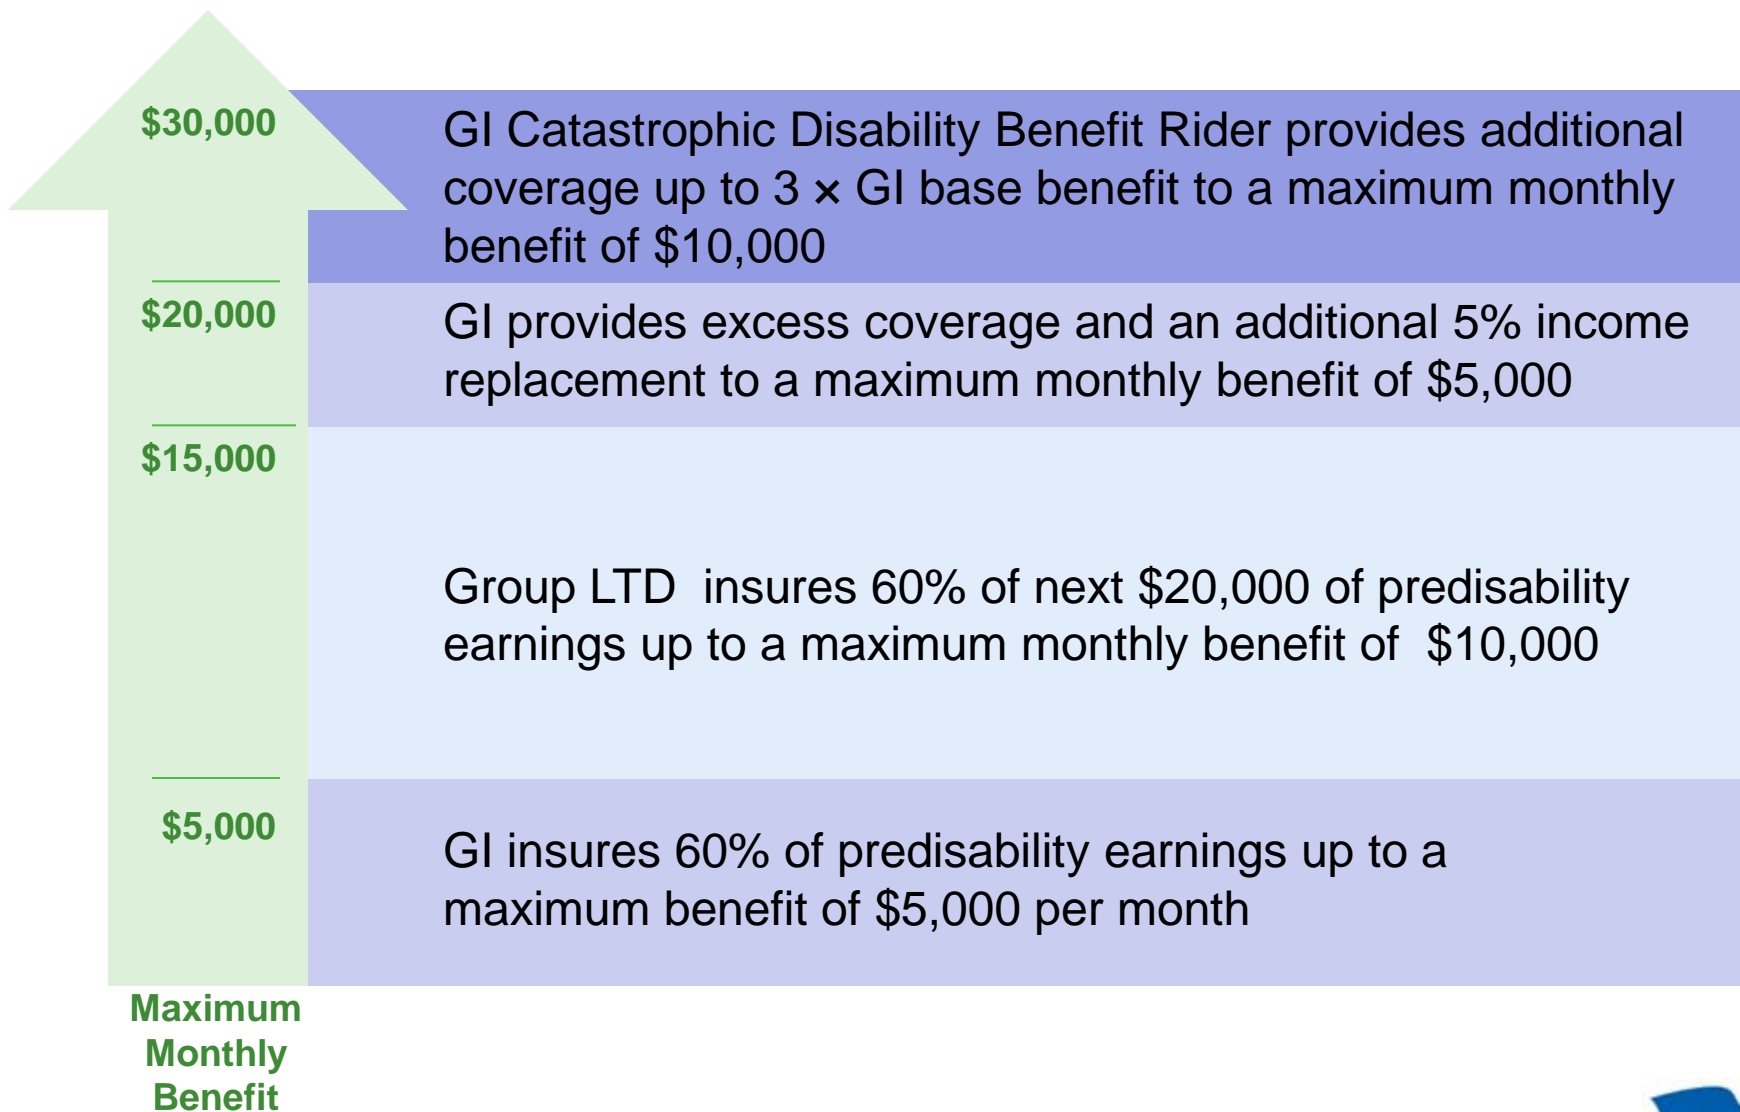 $30,000
GI Catastrophic Disability Benefit Rider provides additional
coverage up to 3 × GI base benefit to a maximum monthly
benefit of $10,000
$20,000
GI provides excess coverage and an additional 5% income
replacement to a maximum monthly benefit of $5,000
$15,000
Group LTD  insures 60% of next $20,000 of predisability
earnings up to a maximum monthly benefit of  $10,000
$5,000
GI insures 60% of predisability earnings up to a
maximum benefit of $5,000 per month
Maximum
Monthly
Benefit